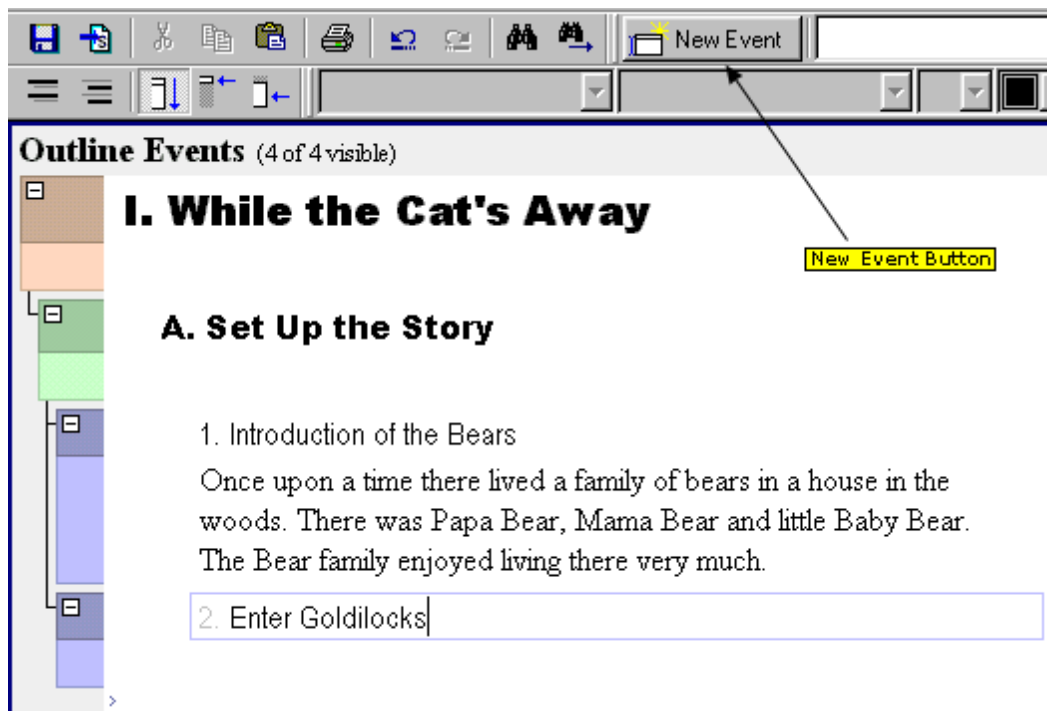 New Event
Outline Events (4 of 4 visible)
I. While the Cat's Away
New Event Button
A. Set Up the Story
1. Introduction of the Bears
Once upon a time there lived a family of bears in a house in the
woods. There was Papa Bear, Mama Bear and little Baby Bear.
The Bear family enjoyed living there very much.
2. Enter Goldilocks